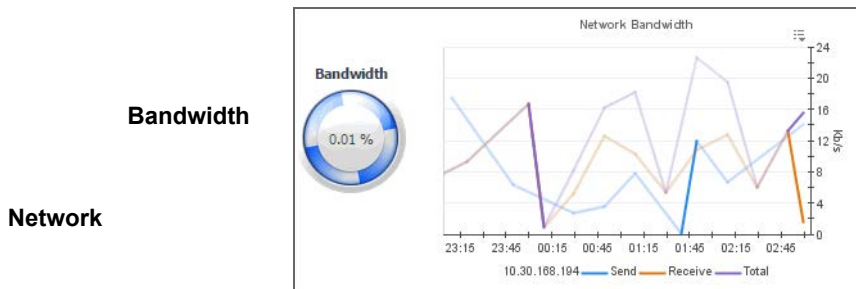 Network Bandwidth
Bandwidth
Bandwidth
0.01 %
Network
24
20
16
12
8
4
0
Kb/s
23:15 23:45 00:15 00:45 01:15 01:45 02:15 02:45
10.30.168.194 Send Receive Total